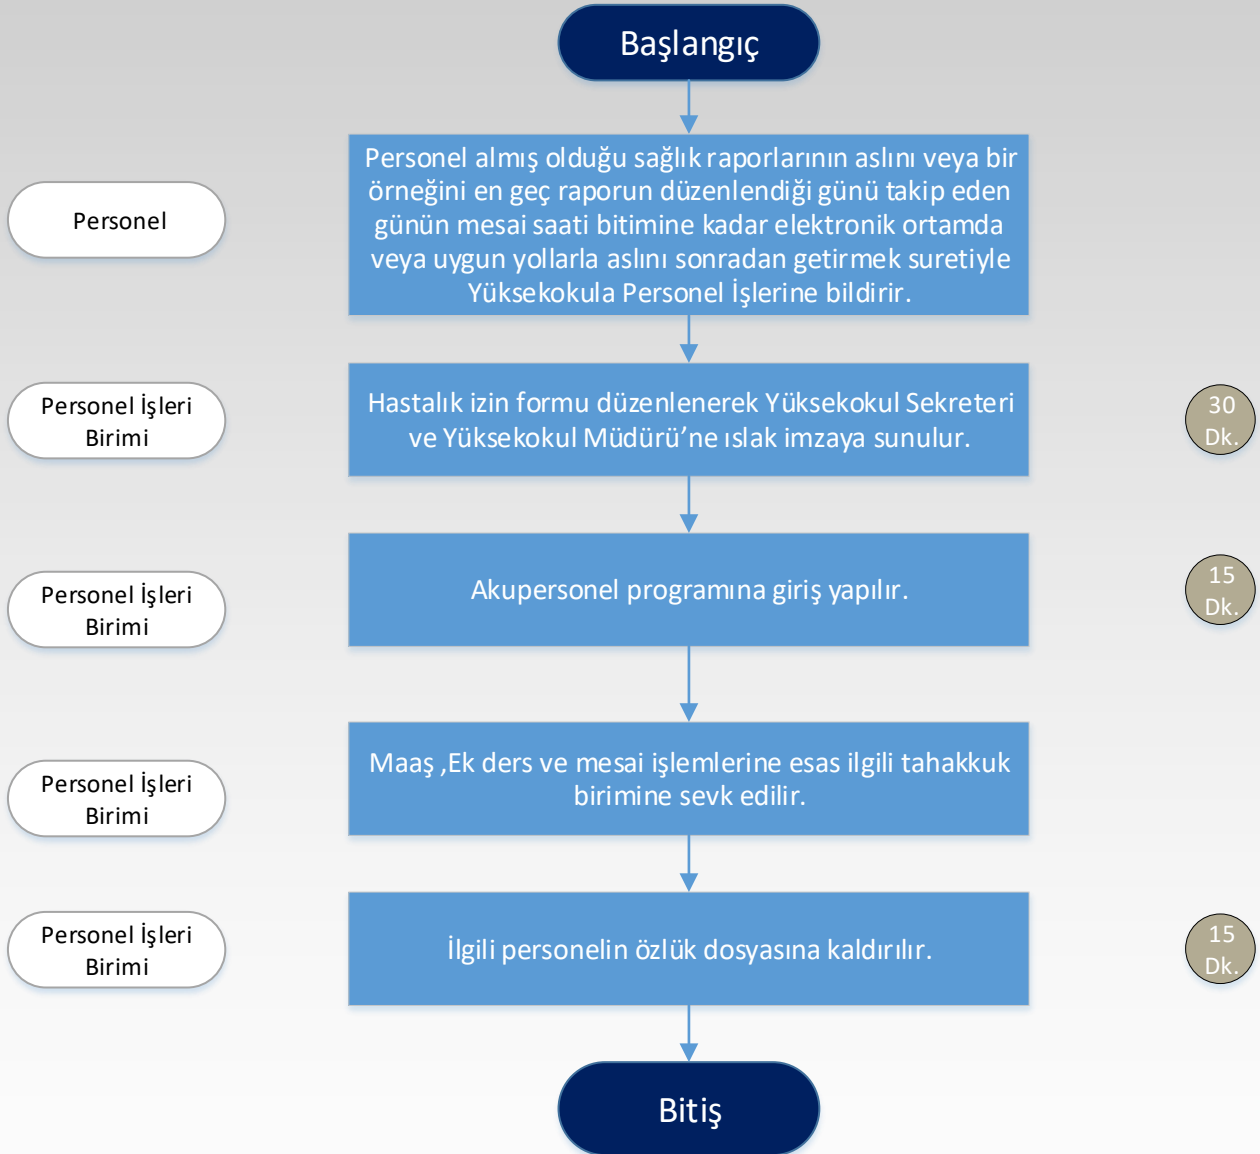 Başlangıç
Personel
Personel almış olduğu sağlık raporlarının aslını veya bir
örneğini en geç raporun düzenlendiği günü takip eden
günün mesai saati bitimine kadar elektronik ortamda
veya uygun yollarla aslını sonradan getirmek suretiyle
Yüksekokula Personel İşlerine bildirir.
Personel İşleri
Birimi
Hastalık izin formu düzenlenerek Yüksekokul Sekreteri
ve Yüksekokul Müdürü’ne ıslak imzaya sunulur.
30
Dk.
Personel İşleri
Birimi
Akupersonel programına giriş yapılır.
15
Dk.
Personel İşleri
Birimi
Maaş ,Ek ders ve mesai işlemlerine esas ilgili tahakkuk
birimine sevk edilir.
Personel İşleri
Birimi
İlgili personelin özlük dosyasına kaldırılır.
15
Dk.
Bitiş